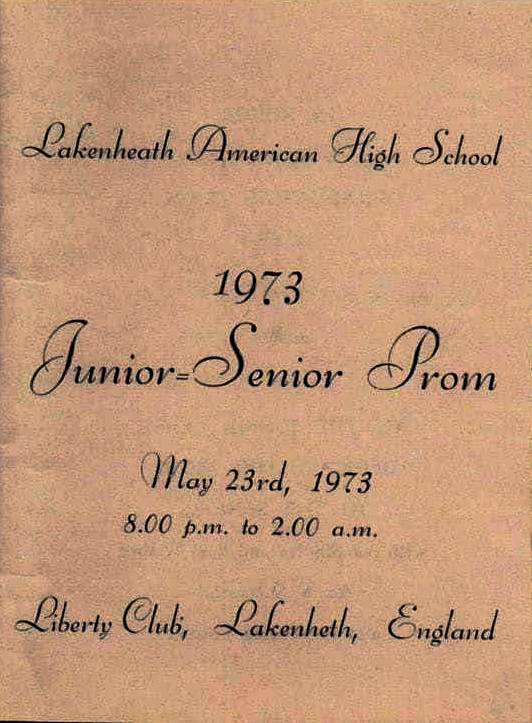 Lakenheath American High School
1973
Junior-Senior Prom
May 23rd, 1973
8.00 p.m. to 2.00 a.m.
Liberty Club, Lakenheth, England